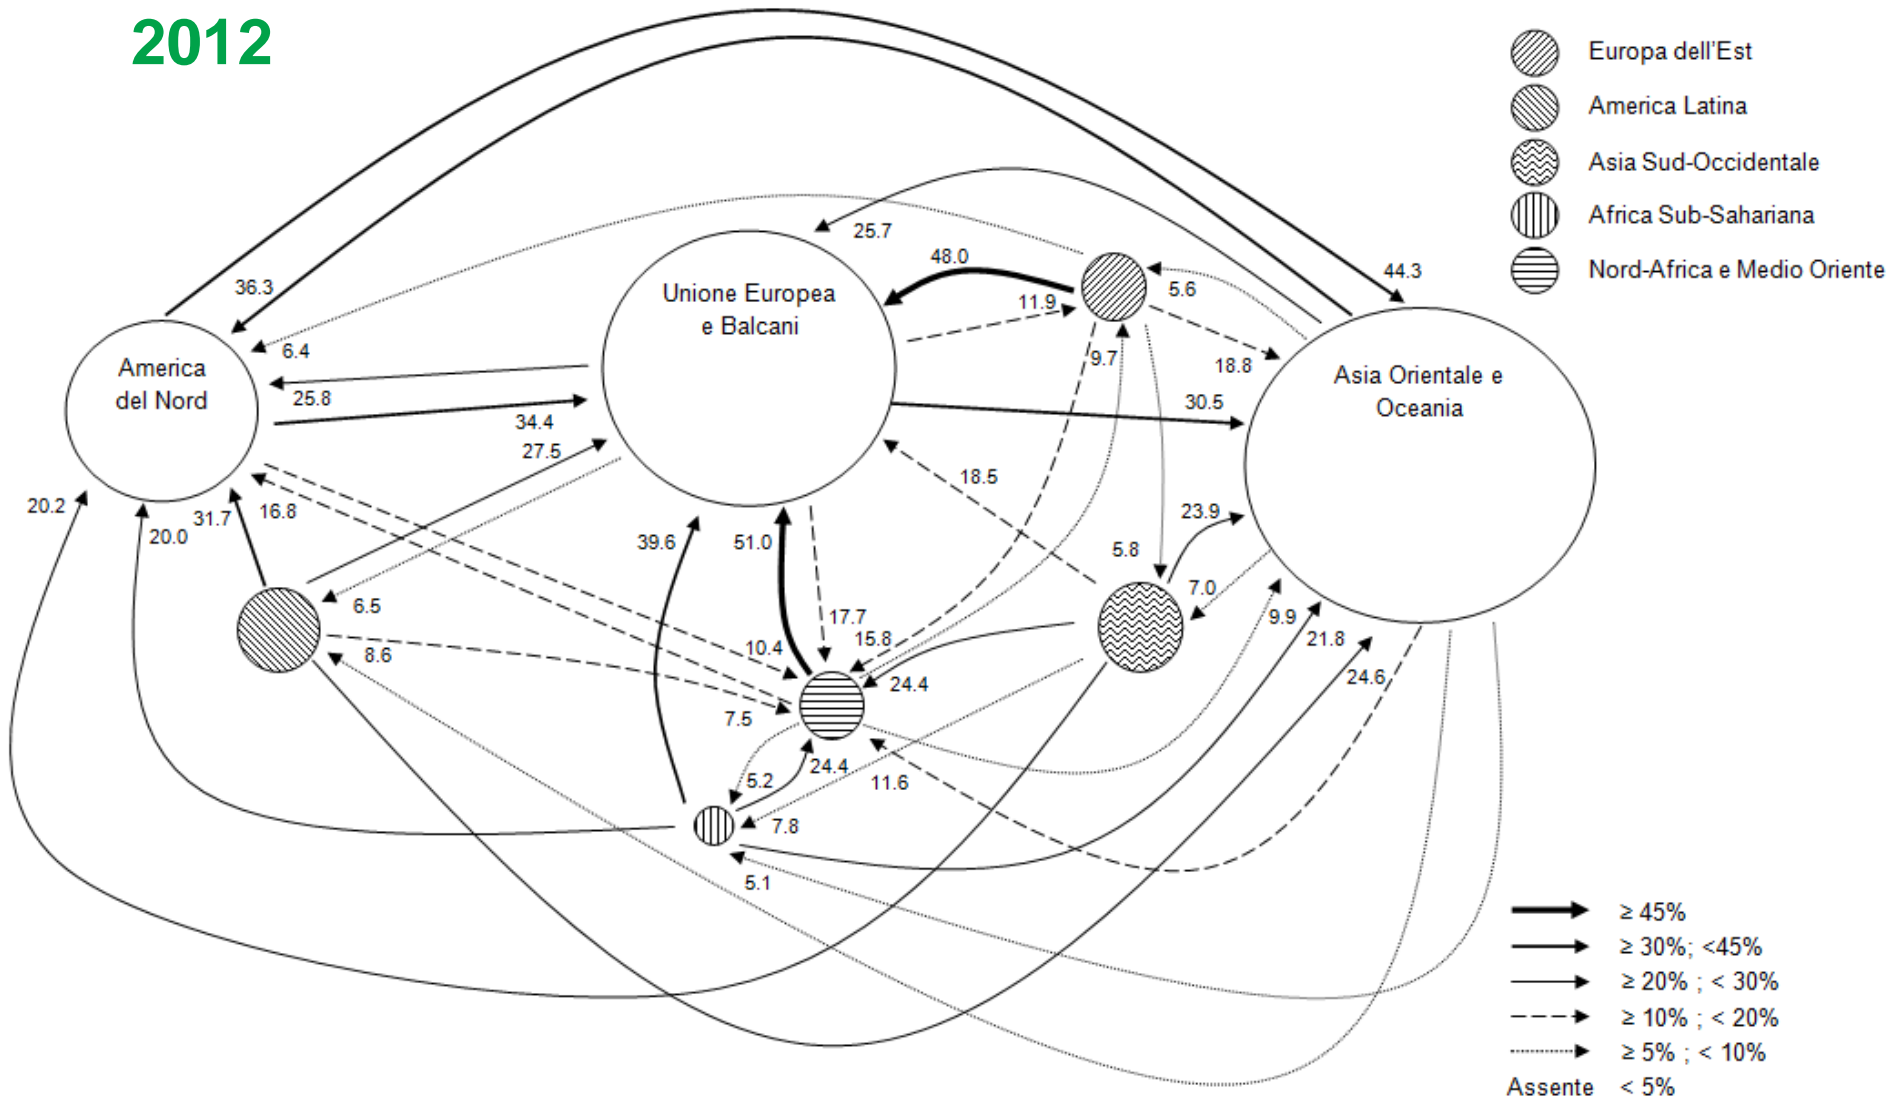 2012
Europa dell'Est
America Latina
Asia Sud-Occidentale
Africa Sub-Sahariana
Nord-Africa e Medio Oriente
36.3
44.3
25.7
48.0
5.6
11.9
Unione Europea
e Balcani
6.4
9.7
18.8
America
del Nord
Asia Orientale e
Oceania
25.8
30.5
34.4
27.5
18.5
20.2
16.8
31.7
20.0
23.9
39.6
51.0
5.8
7.0
6.5
17.7
9.9
15.8
21.8
10.4
8.6
24.6
24.4
7.5
24.4
5.2
11.6
7.8
5.1
≥ 45%
≥ 30%; <45%
≥ 20% ; < 30%
≥ 10% ; < 20%
≥ 5% ; < 10%
Assente < 5%